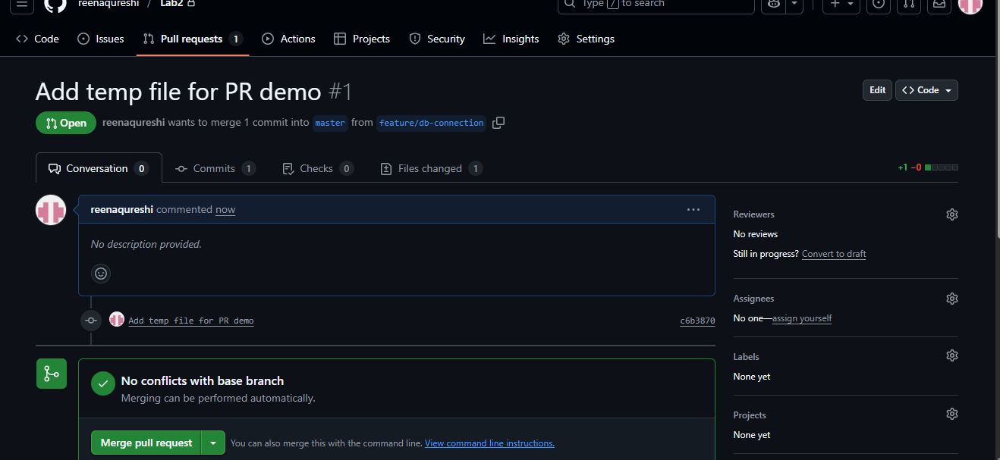 reenaqureshi / Lab2
Type / to search
Code Issues Pull requests 1 Actions Projects Security Insights Settings
Add temp file for PR demo #1
Edit
Code
Open reenaqureshi wants to merge 1 commit into master from feature/db-connection
Conversation 0 Commits 1 Checks 0 Files changed 1
+1 −0
reenaqureshi commented now
No description provided.
Add temp file for PR demo c6b3870
No conflicts with base branch
Merging can be performed automatically.
Merge pull request You can also merge this with the command line. View command line instructions.
Reviewers
No reviews
Still in progress? Convert to draft
Assignees
No one—assign yourself
Labels
None yet
Projects
None yet